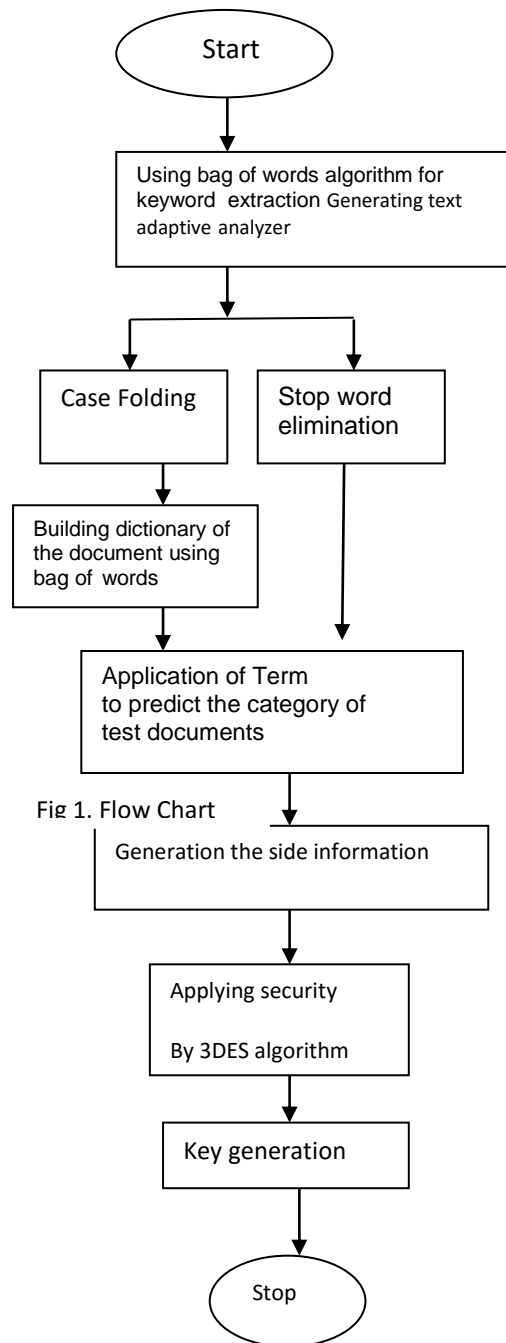 Start
Using bag of words algorithm for
keyword extraction Generating text
adaptive analyzer
Case Folding
Stop word
elimination
Building dictionary of
the document using
bag of words
Application of Term
to predict the category of
test documents
Fig 1. Flow Chart
Generation the side information
Applying security
By 3DES algorithm
Key generation
Stop